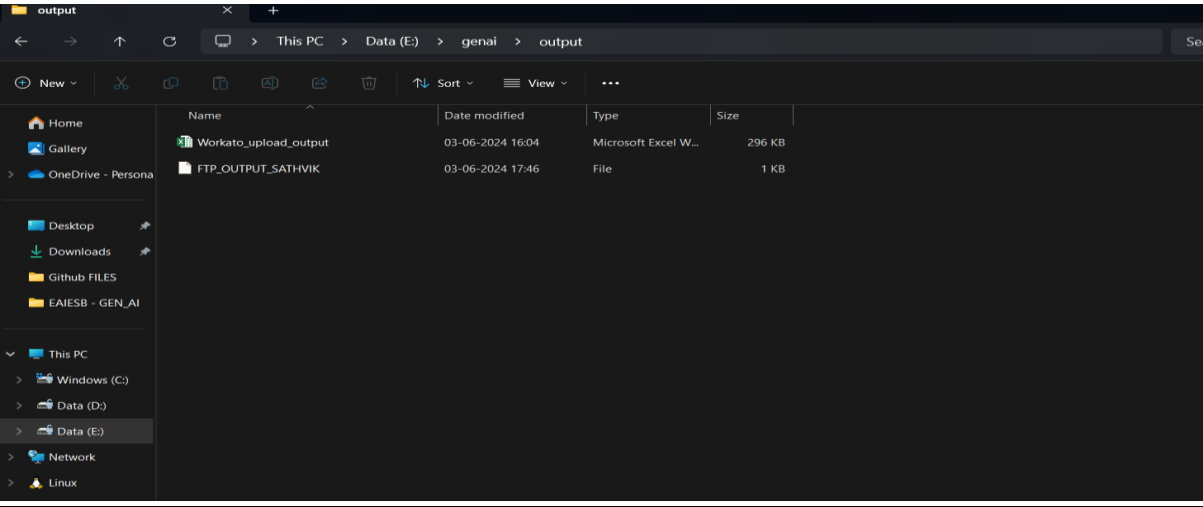 output
This PC > Data (E:) > genai > output
Se
New Sort View
Name Date modified Type Size
Workato_upload_output 03-06-2024 16:04 Microsoft Excel W... 296 KB
FTP_OUTPUT_SATHVIK 03-06-2024 17:46 File 1 KB
Home
Gallery
OneDrive - Persona
Desktop
Downloads
Github FILES
EAIESB - GEN_AI
This PC
Windows (C:)
Data (D:)
Data (E:)
Network
Linux